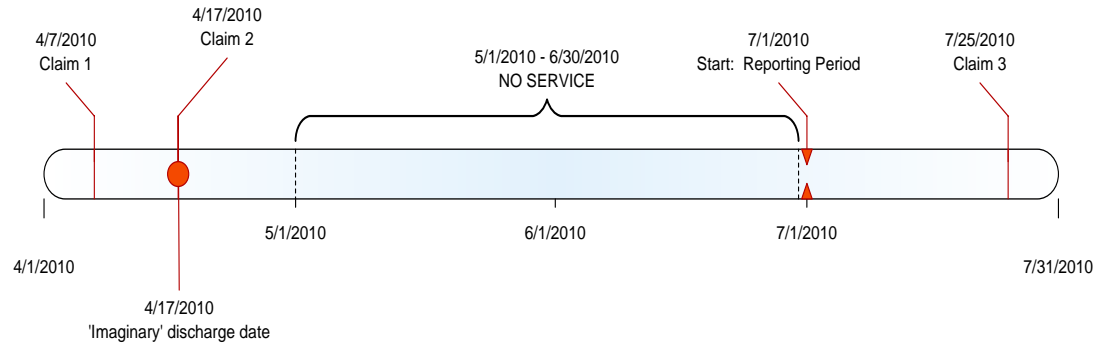 4/7/2010
Claim 1
4/17/2010
Claim 2
5/1/2010 - 6/30/2010
NO SERVICE
7/1/2010
Start:  Reporting Period
7/25/2010
Claim 3
5/1/2010
6/1/2010
7/1/2010
4/1/2010
7/31/2010
4/17/2010
'Imaginary' discharge date